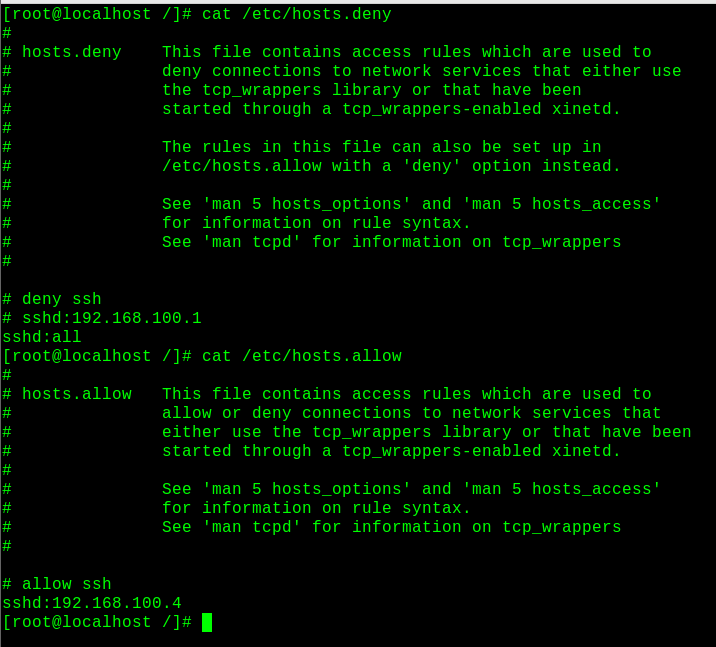 [root@localhost /]# cat /etc/hosts.deny
#
# hosts.deny    This file contains access rules which are used to
#               deny connections to network services that either use
#               the tcp_wrappers library or that have been
#               started through a tcp_wrappers-enabled xinetd.
#
#               The rules in this file can also be set up in
#               /etc/hosts.allow with a 'deny' option instead.
#
#               See 'man 5 hosts_options' and 'man 5 hosts_access'
#               for information on rule syntax.
#               See 'man tcpd' for information on tcp_wrappers
#

# deny ssh
# sshd:192.168.100.1
sshd:all
[root@localhost /]# cat /etc/hosts.allow
#
# hosts.allow   This file contains access rules which are used to
#               allow or deny connections to network services that
#               either use the tcp_wrappers library or that have been
#               started through a tcp_wrappers-enabled xinetd.
#
#               See 'man 5 hosts_options' and 'man 5 hosts_access'
#               for information on rule syntax.
#               See 'man tcpd' for information on tcp_wrappers
#

# allow ssh
sshd:192.168.100.4
[root@localhost /]#